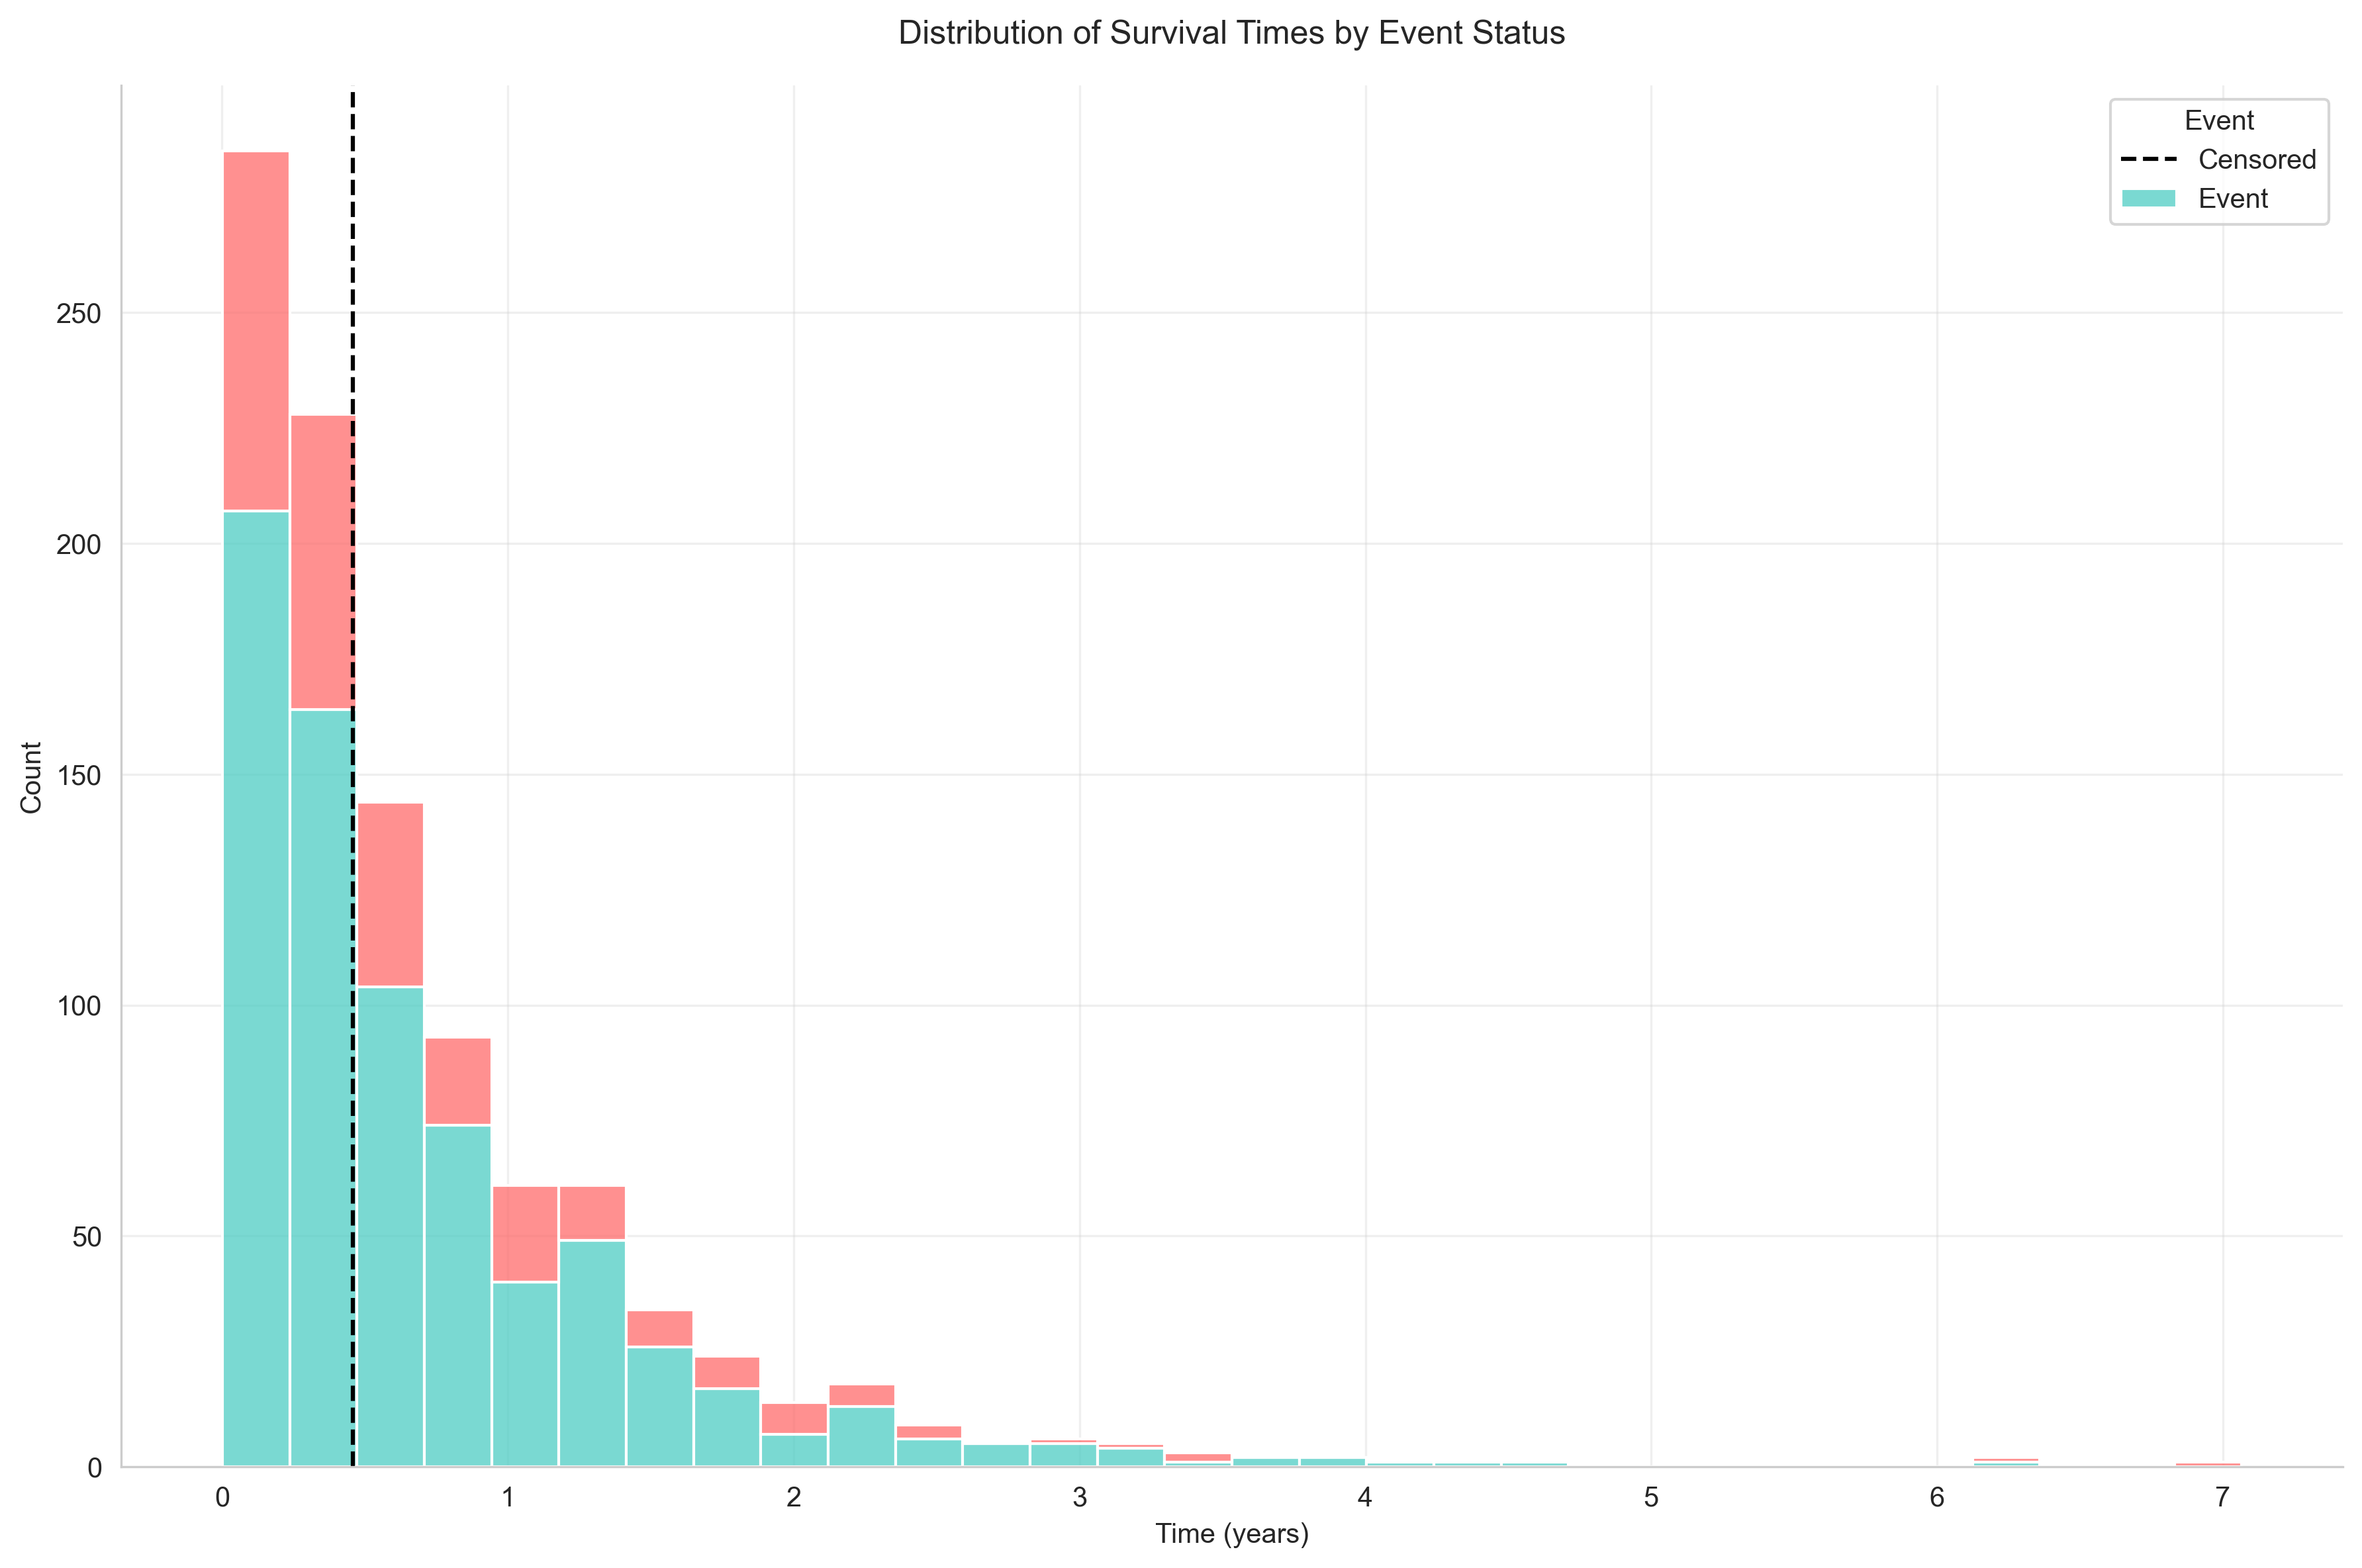 Distribution of Survival Times by Event Status
Event
Censored
Event
250
200
150
100
50
0
Count
0 1 2 3 4 5 6 7
Time (years)